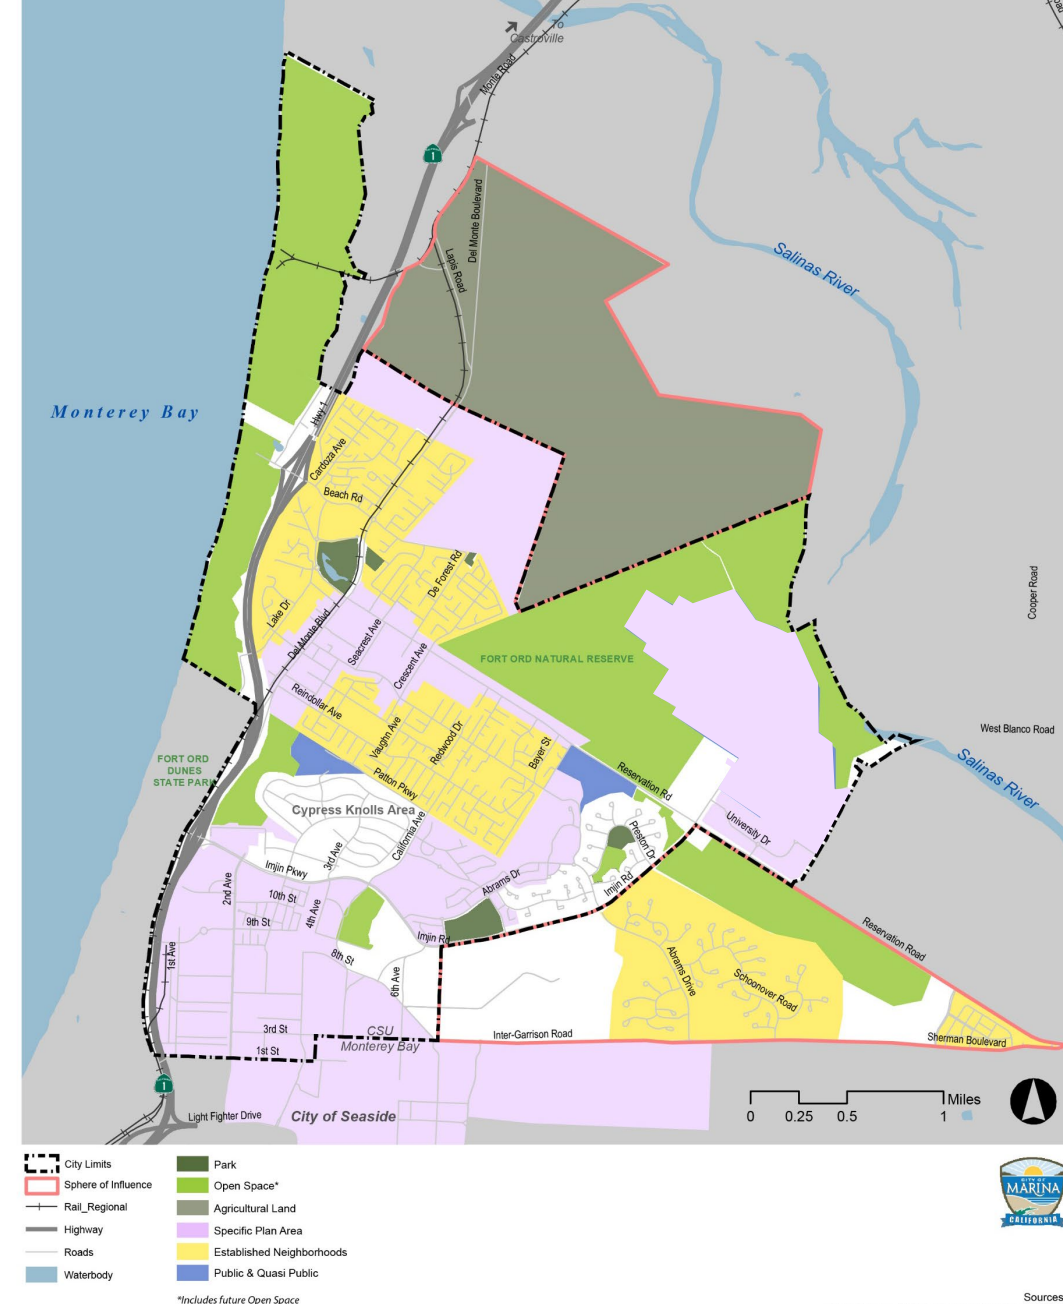 To
Castroville
Monte Road
1
Del Monte Boulevard
Lapis Road
Salinas River
Monterey Bay
Hwy 1
Cardoza Ave
Beach Rd
De Forest Rd
Lake Dr
Del Monte Blvd
Seacrest Ave
Crescent Ave
Cooper Road
FORT ORD NATURAL RESERVE
Reindollar Ave
Vaughn Ave
Redwood Dr
Bayer St
West Blanco Road
Salinas River
FORT ORD
DUNES
STATE PARK
Patton Pkwy
Reservation Rd
Cypress Knolls Area
California Ave
Preston Dr
University Dr
3rd Ave
Imjin Pkwy
2nd Ave
10th St
Abrams Dr
Imjin Rd
4th Ave
9th St
Imjin Rd
8th St
1st Ave
6th Ave
Reservation Road
Abrams Drive
Schoonover Road
3rd St
CSU
Monterey Bay
1st St
Inter-Garrison Road
Sherman Boulevard
1
Light Fighter Drive
City of Seaside
Miles
0 0.25 0.5 1
City Limits
Sphere of Influence
Rail_Regional
Highway
Roads
Waterbody
Park
Open Space*
Agricultural Land
Specific Plan Area
Established Neighborhoods
Public & Quasi Public
*Includes future Open Space
CITY OF
MARINA
CALIFORNIA
Sources